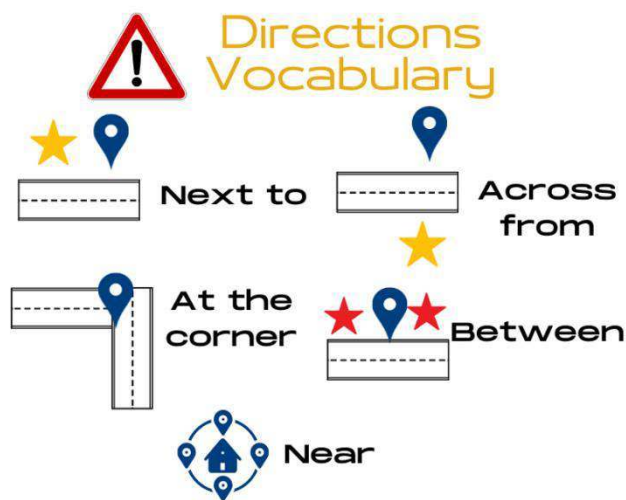 Directions
Vocabulary
Next to
Across
from
At the
corner
Between
Near